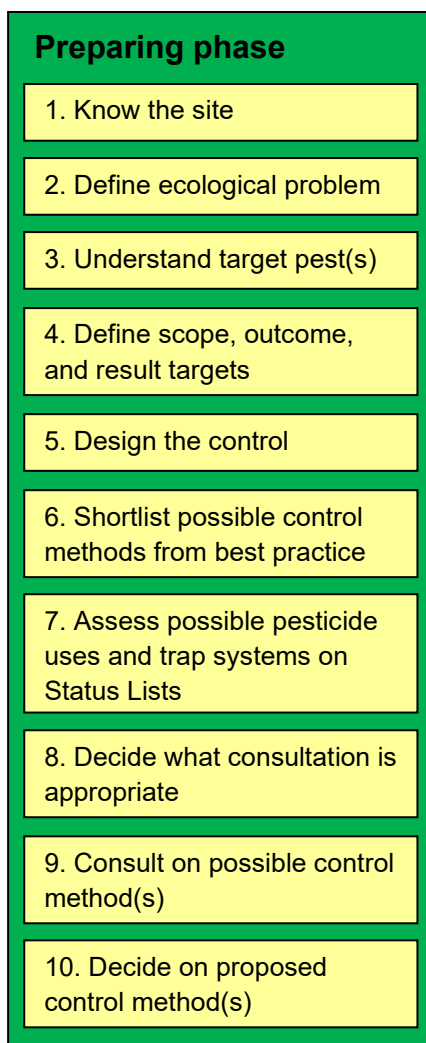 Preparing phase
1. Know the site
2. Define ecological problem
3. Understand target pest(s)
4. Define scope, outcome,
and result targets
5. Design the control
6. Shortlist possible control
methods from best practice
7. Assess possible pesticide
uses and trap systems on
Status Lists
8. Decide what consultation is
appropriate
9. Consult on possible control
method(s)
10. Decide on proposed
control method(s)